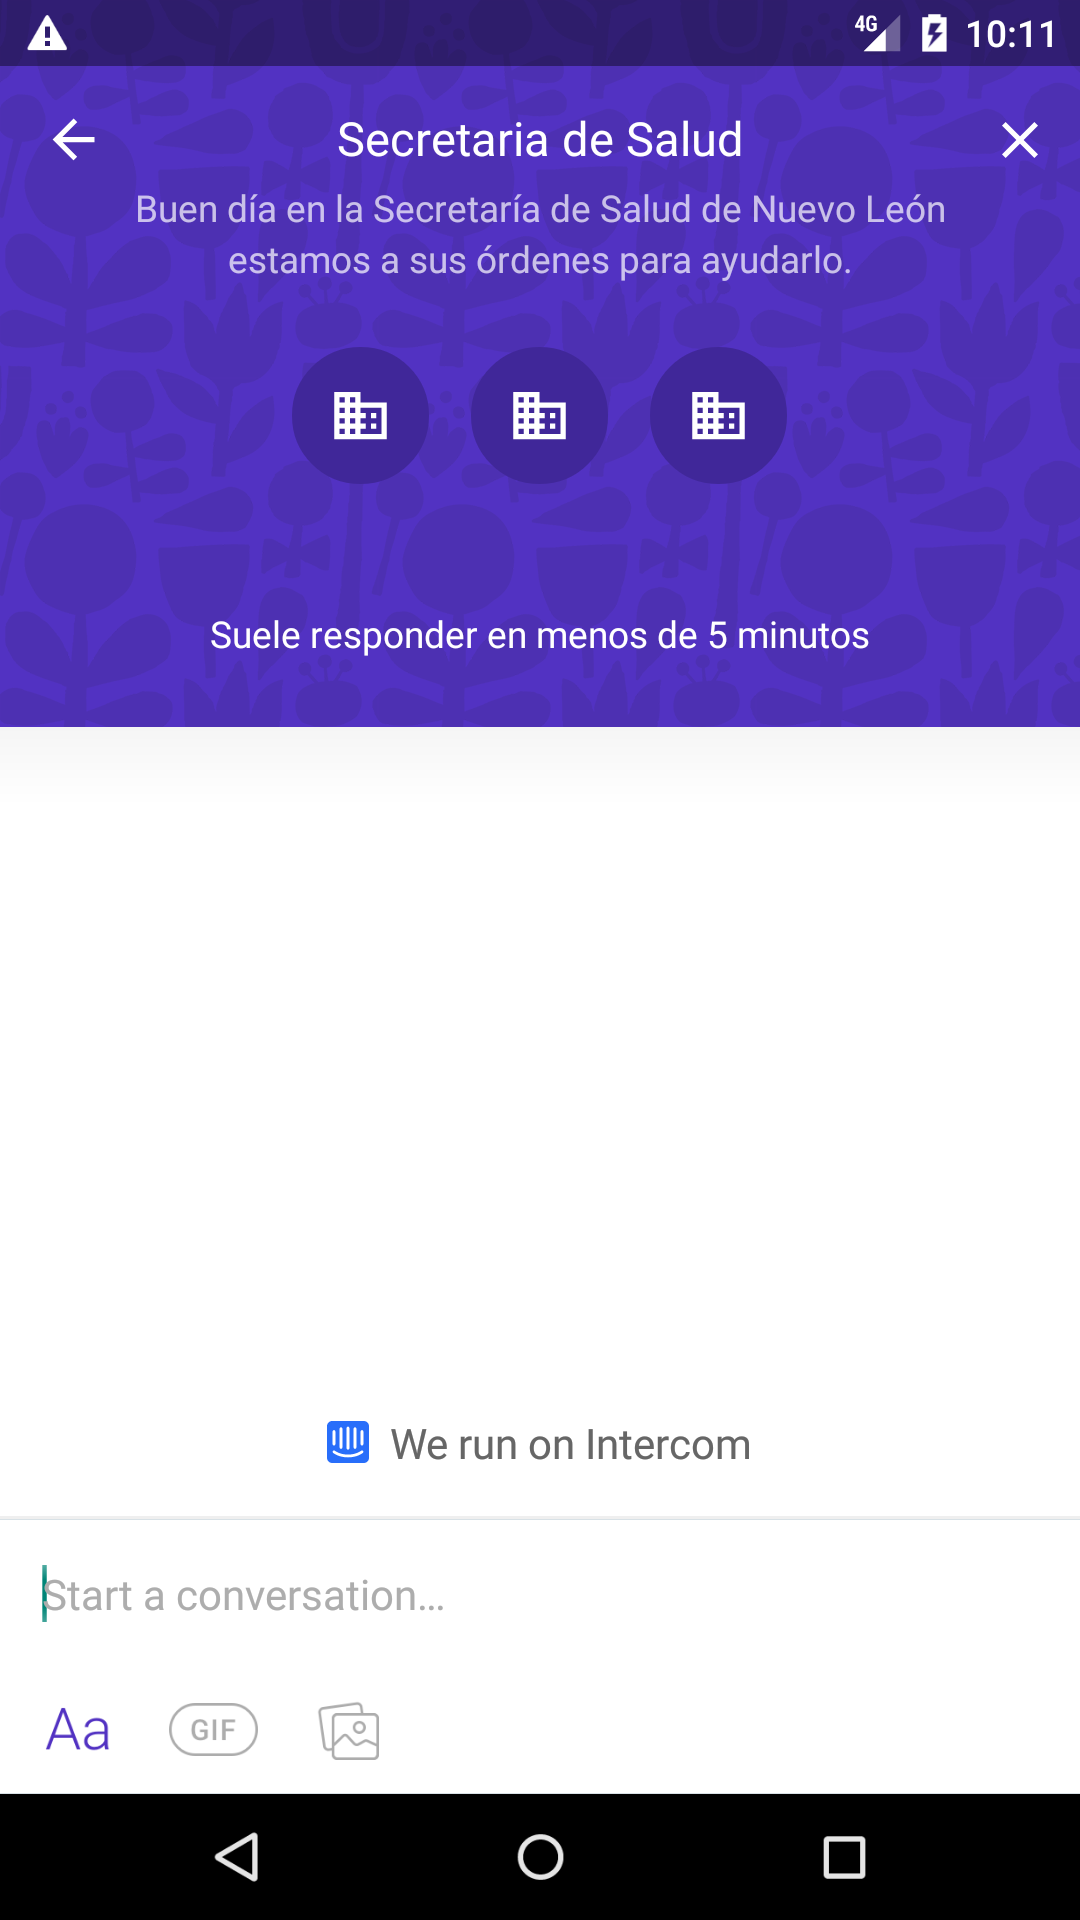 4G 10:11
Secretaria de Salud
Buen día en la Secretaría de Salud de Nuevo León
estamos a sus órdenes para ayudarlo.
Suele responder en menos de 5 minutos
We run on Intercom
Start a conversation...
Aa GIF